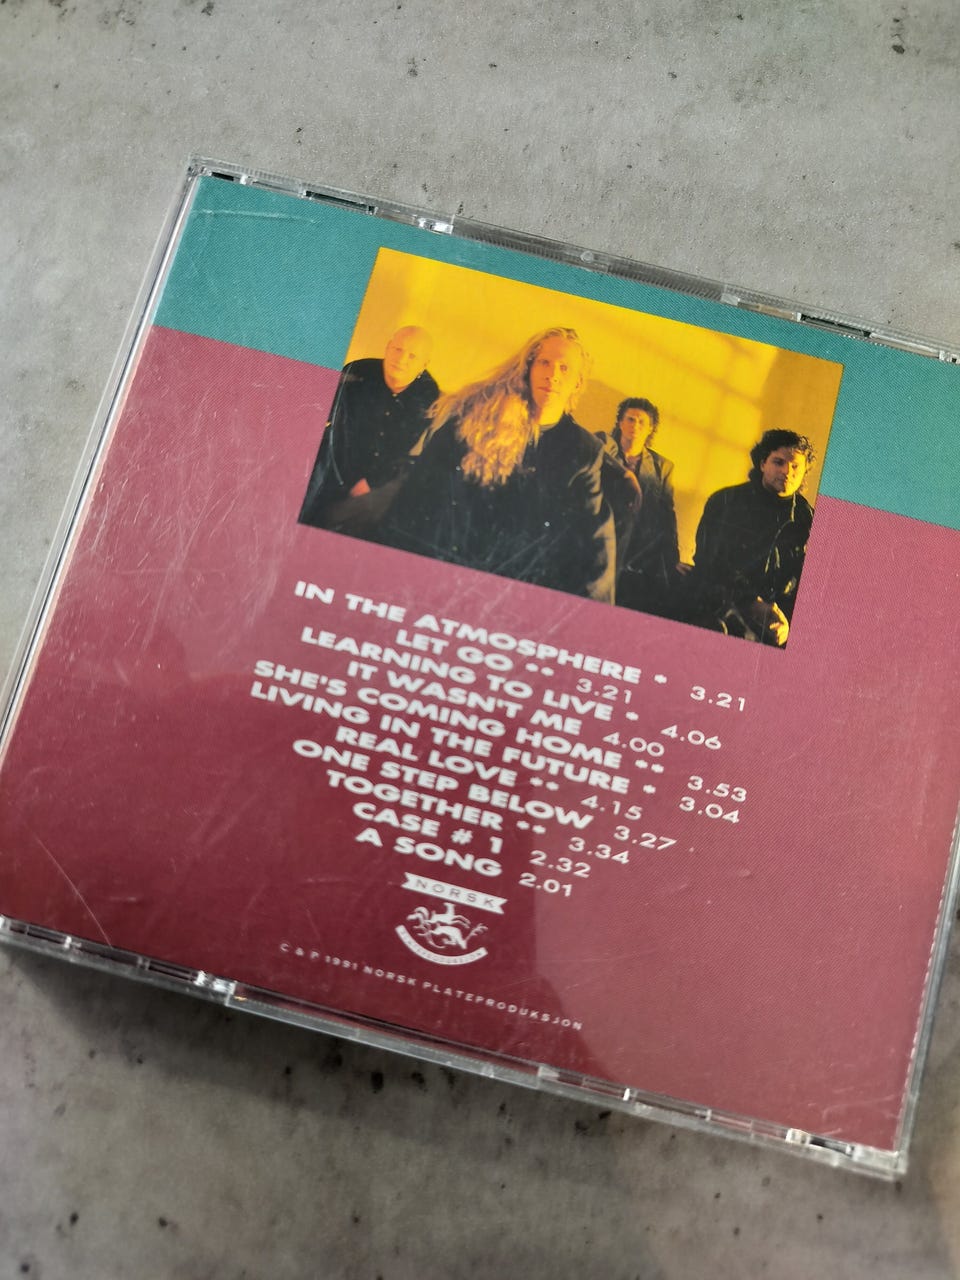 IN THE ATMOSPHERE * 3.21
LET GO ** 3.21
LEARNING TO LIVE * 4.06
IT WASN'T ME 4.00
SHE'S COMING HOME ** 3.53
LIVING IN THE FUTURE * 3.04
REAL LOVE ** 4.15
ONE STEP BELOW 3.27
TOGETHER ** 3.34
CASE # 1 2.32
A SONG 2.01
NORSK
C & P 1991 NORSK PLATEPRODUKSJON